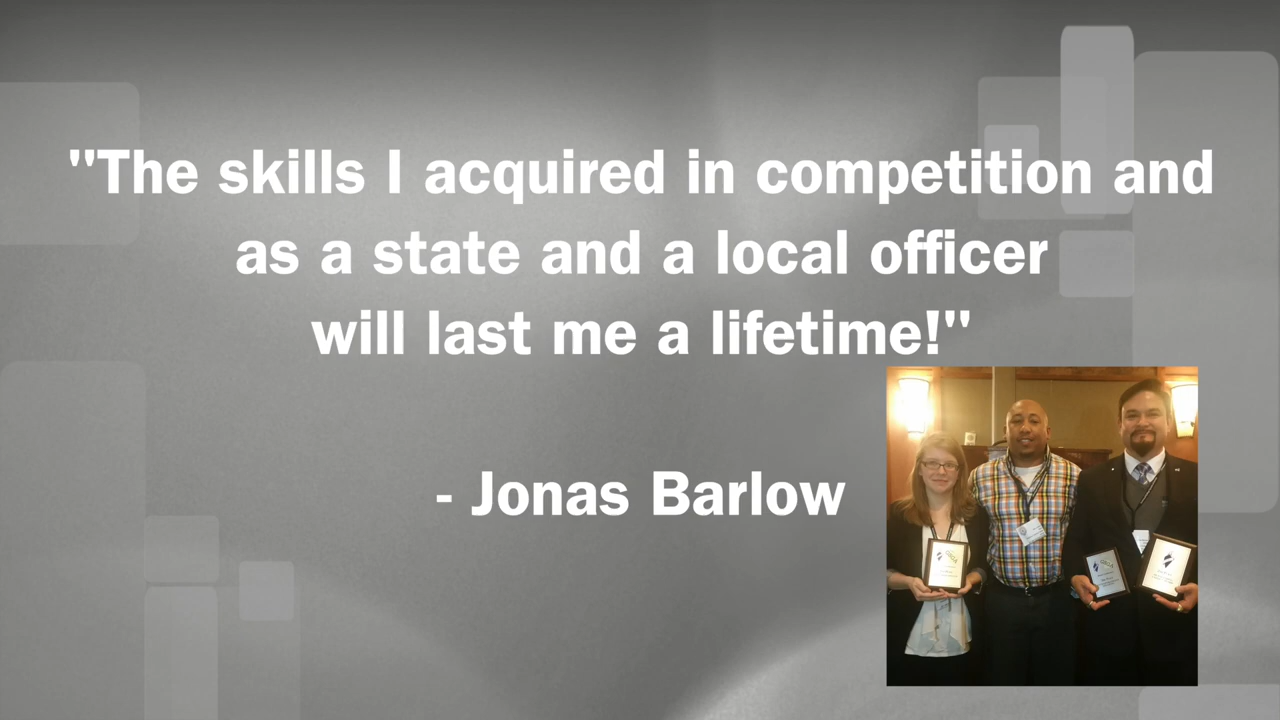 "The skills I acquired in competition and
as a state and a local officer
will last me a lifetime!"
- Jonas Barlow